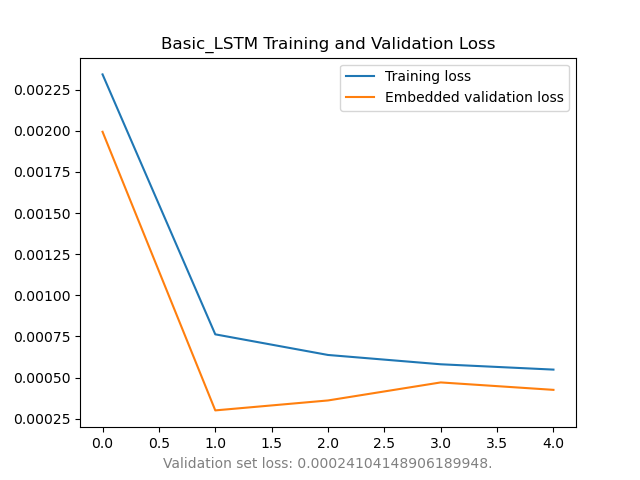 Basic_LSTM Training and Validation Loss
Training loss
Embedded validation loss
0.00225
0.00200
0.00175
0.00150
0.00125
0.00100
0.00075
0.00050
0.00025
0.0 0.5 1.0 1.5 2.0 2.5 3.0 3.5 4.0
Validation set loss: 0.00024104148906189948.